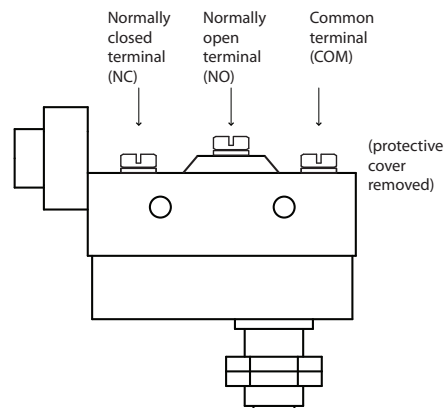 Normally
closed
terminal
(NC)
Normally
open
terminal
(NO)
Common
terminal
(COM)
(protective
cover
removed)